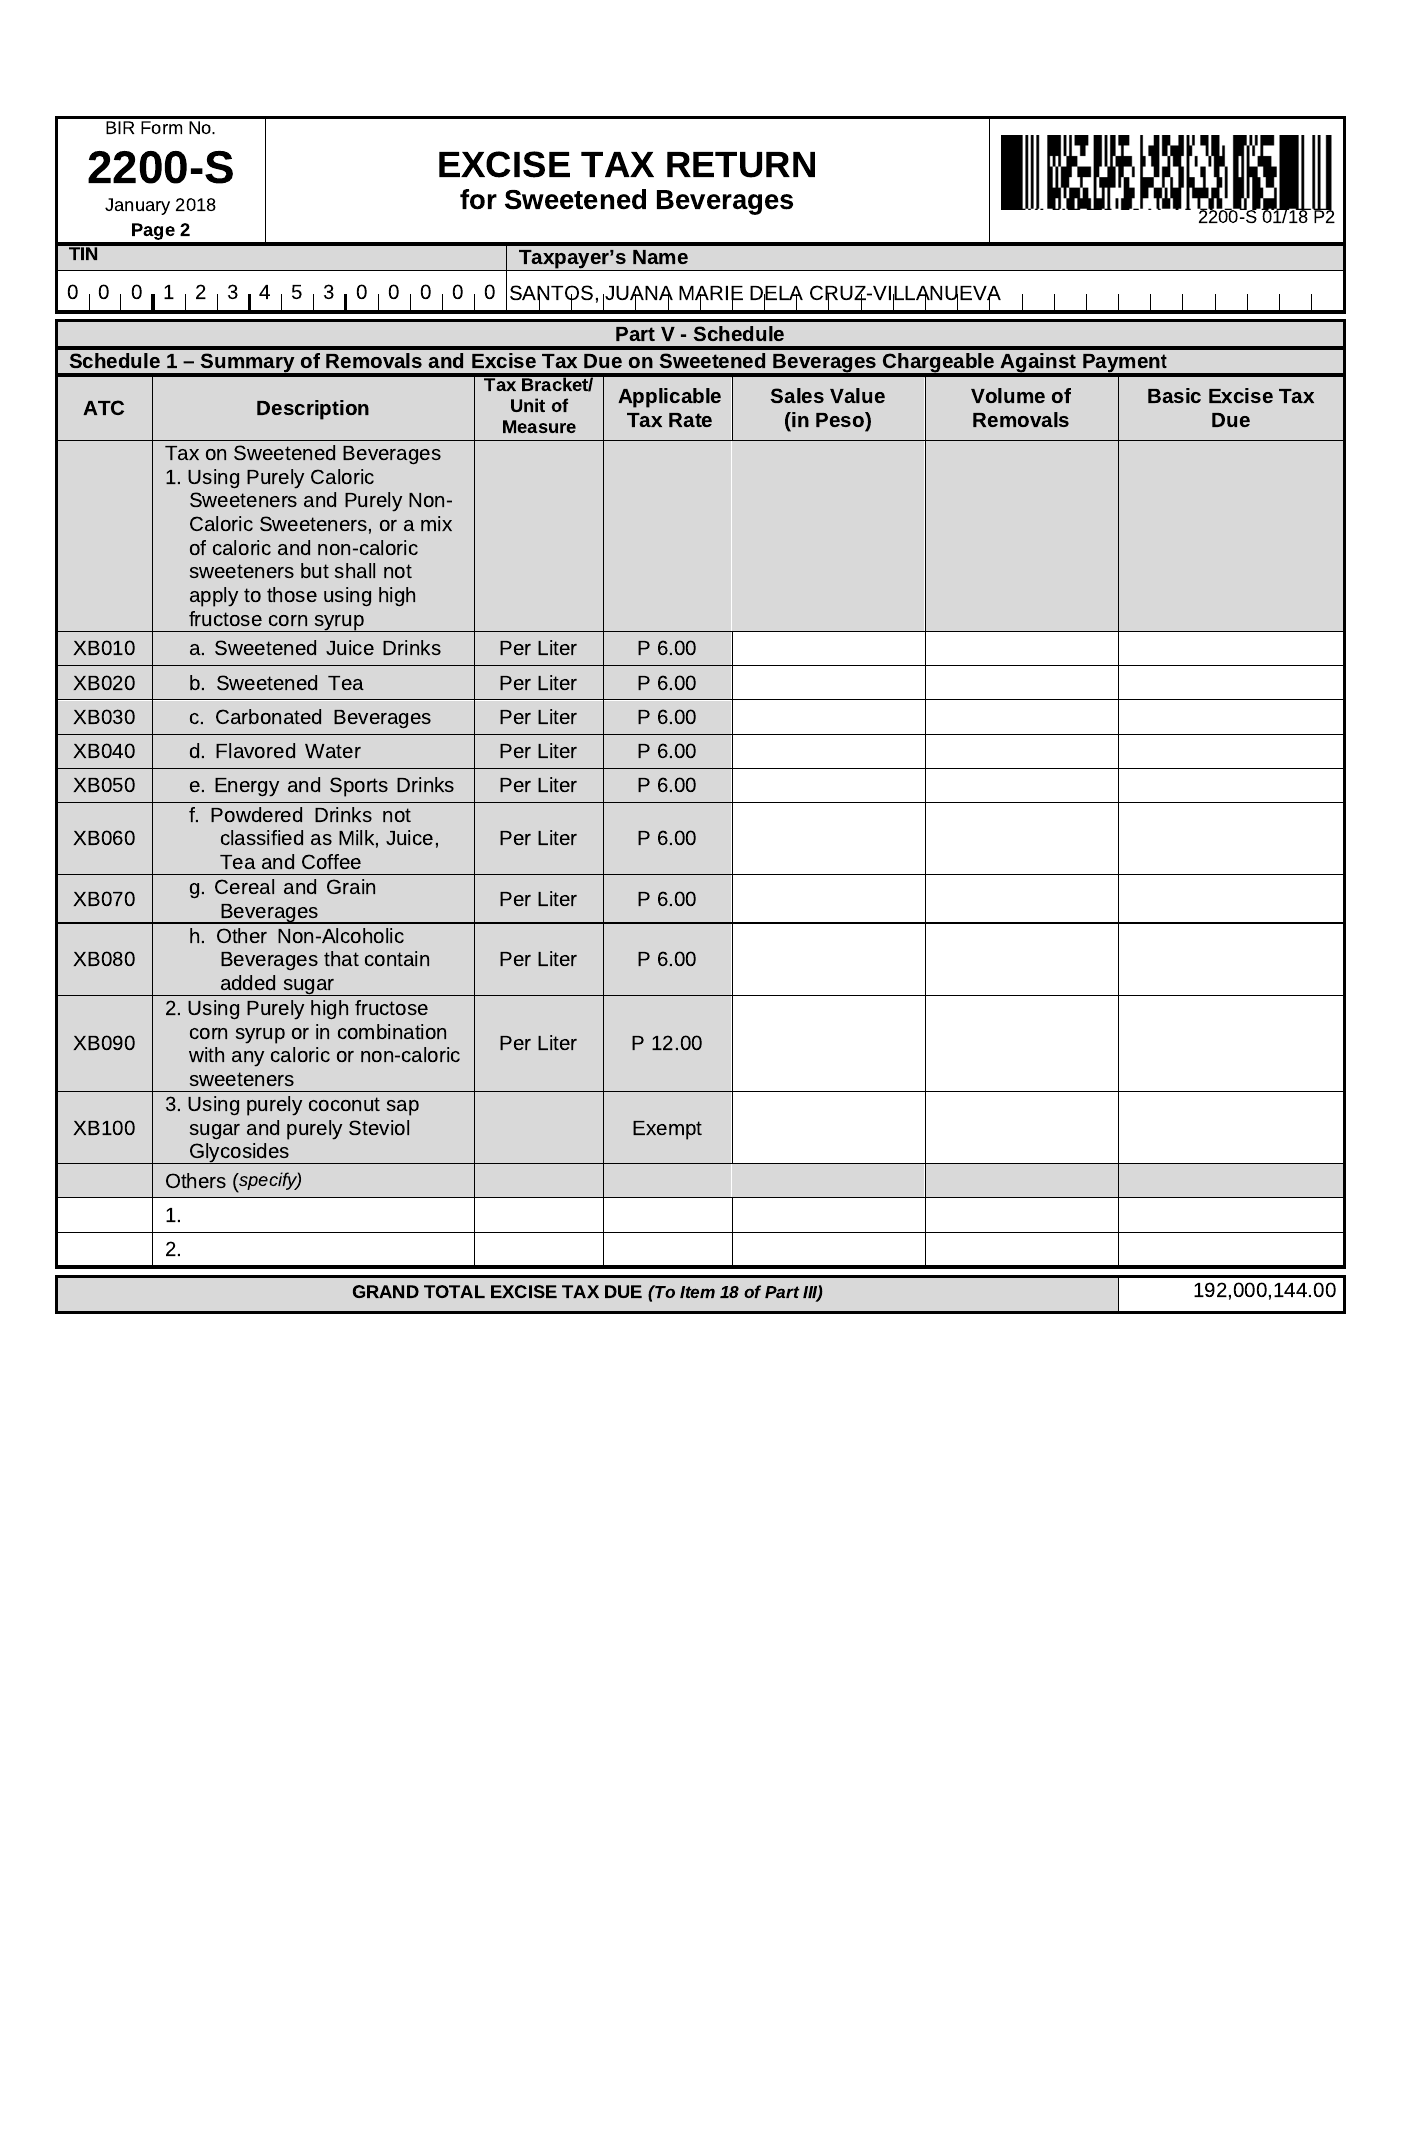 BIR Form No.
2200-S
January 2018
Page 2
EXCISE TAX RETURN
for Sweetened Beverages
2200-S 01/18 P2
TIN
Taxpayer’s Name
0 0 0 1 2 3 4 5 3 0 0 0 0 0
SANTOS, JUANA MARIE DELA CRUZ-VILLANUEVA
Part V - Schedule
Schedule 1 – Summary of Removals and Excise Tax Due on Sweetened Beverages Chargeable Against Payment
ATC
Description
Tax Bracket/
Unit of
Measure
Applicable
Tax Rate
Sales Value
(in Peso)
Volume of
Removals
Basic Excise Tax
Due
Tax on Sweetened Beverages
1. Using Purely Caloric
Sweeteners and Purely Non-
Caloric Sweeteners, or a mix
of caloric and non-caloric
sweeteners but shall not
apply to those using high
fructose corn syrup
XB010 a. Sweetened Juice Drinks Per Liter P 6.00
XB020 b. Sweetened Tea Per Liter P 6.00
XB030 c. Carbonated Beverages Per Liter P 6.00
XB040 d. Flavored Water Per Liter P 6.00
XB050 e. Energy and Sports Drinks Per Liter P 6.00
XB060
f. Powdered Drinks not
classified as Milk, Juice,
Tea and Coffee
Per Liter P 6.00
XB070
g. Cereal and Grain
Beverages
Per Liter P 6.00
XB080
h. Other Non-Alcoholic
Beverages that contain
added sugar
Per Liter P 6.00
XB090
2. Using Purely high fructose
corn syrup or in combination
with any caloric or non-caloric
sweeteners
Per Liter P 12.00
XB100
3. Using purely coconut sap
sugar and purely Steviol
Glycosides
Exempt
Others (specify)
1.
2.
GRAND TOTAL EXCISE TAX DUE (To Item 18 of Part III) 192,000,144.00